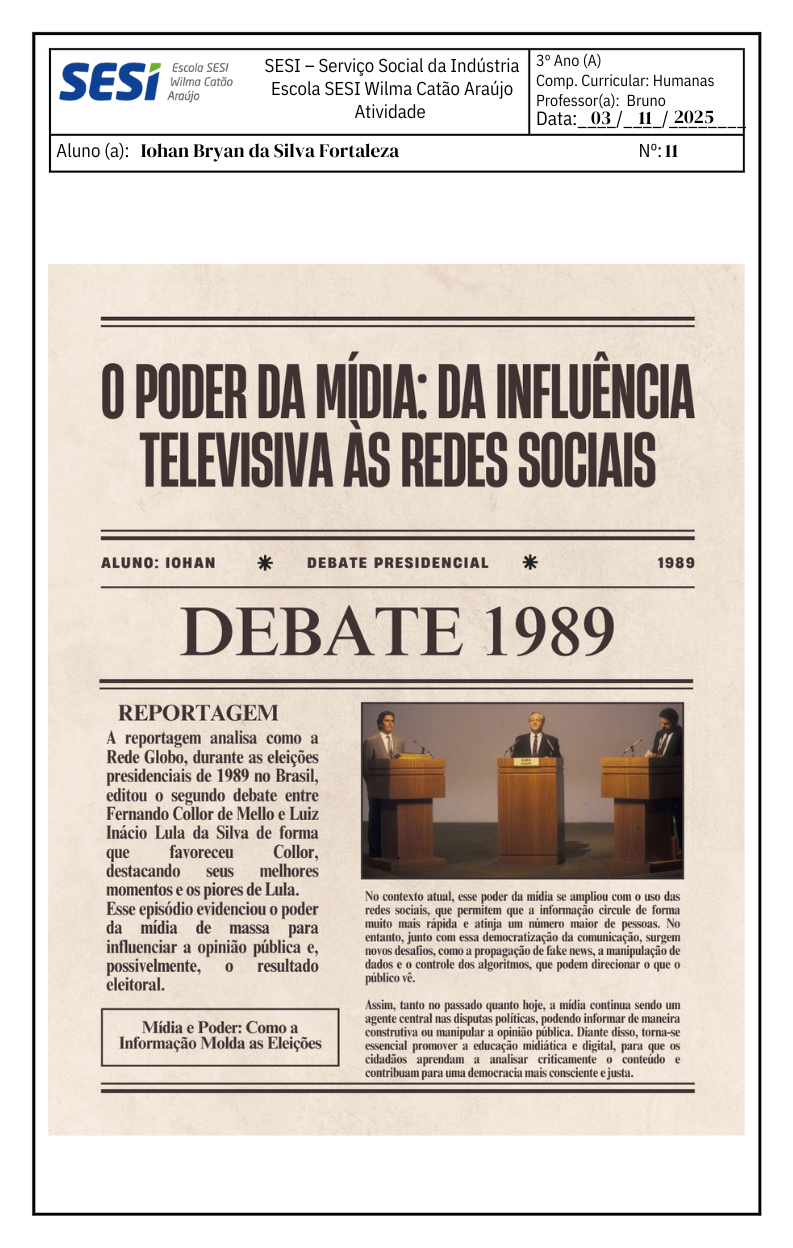 SESI
Escola SESI
Wilma Catão
Araújo
SESI – Serviço Social da Indústria
Escola SESI Wilma Catão Araújo
Atividade
3º Ano (A)
Comp. Curricular: Humanas
Professor(a): Bruno
Data:_03/_11_/_2025
Aluno (a): Iohan Bryan da Silva Fortaleza
Nº: 11
O PODER DA MÍDIA: DA INFLUÊNCIA
TELEVISIVA ÀS REDES SOCIAIS
ALUNO: IOHAN * DEBATE PRESIDENCIAL * 1989
DEBATE 1989
REPORTAGEM
A reportagem analisa como a
Rede Globo, durante as eleições
presidenciais de 1989 no Brasil,
editou o segundo debate entre
Fernando Collor de Mello e Luiz
Inácio Lula da Silva de forma
que favoreceu Collor,
destacando seus melhores
momentos e os piores de Lula.
Esse episódio evidenciou o poder
da mídia de massa para
influenciar a opinião pública e,
possivelmente, o resultado
eleitoral.
Mídia e Poder: Como a
Informação Molda as Eleições
No contexto atual, esse poder da mídia se ampliou com o uso das
redes sociais, que permitem que a informação circule de forma
muito mais rápida e atinja um número maior de pessoas. No
entanto, junto com essa democratização da comunicação, surgem
novos desafios, como a propagação de fake news, a manipulação de
dados e o controle dos algoritmos, que podem direcionar o que o
público vê.
Assim, tanto no passado quanto hoje, a mídia continua sendo um
agente central nas disputas políticas, podendo informar de maneira
construtiva ou manipular a opinião pública. Diante disso, torna-se
essencial promover a educação midiática e digital, para que os
cidadãos aprendam a analisar criticamente o conteúdo e
contribuam para uma democracia mais consciente e justa.